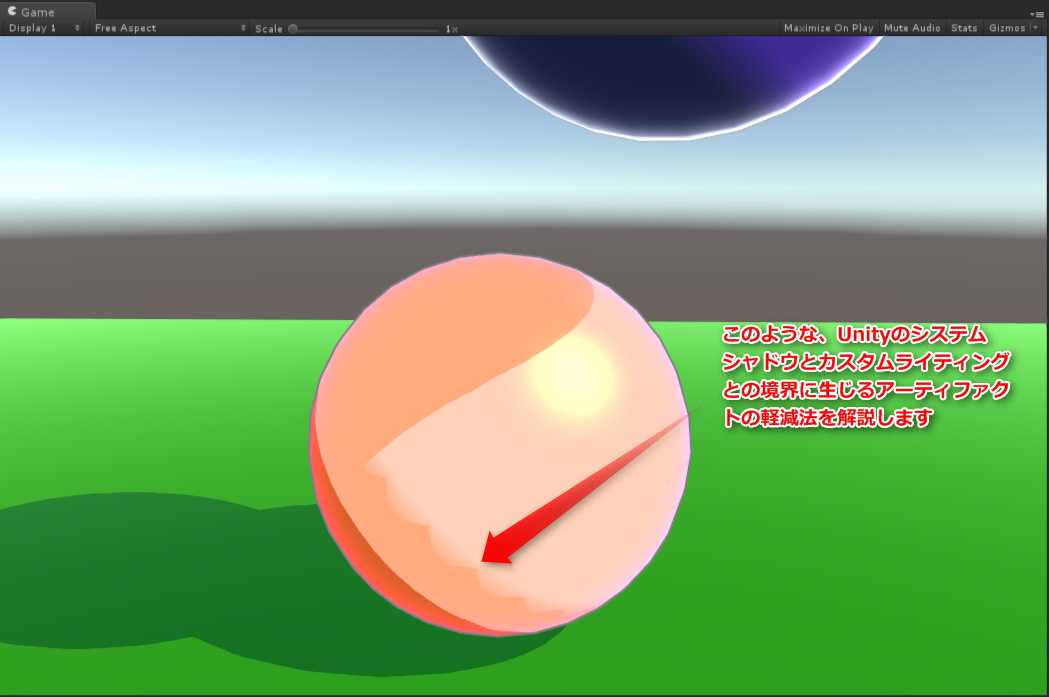 Game
Display 1 Free Aspect Scale 1x Maximize On Play Mute Audio Stats Gizmos
このような、Unityのシステム
シャドウとカスタムライティング
との境界に生じるアーティファク
トの軽減法を解説します